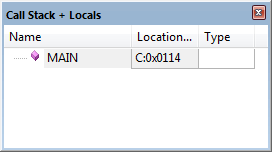 Call Stack + Locals
Name Location... Type
MAIN C:0x0114